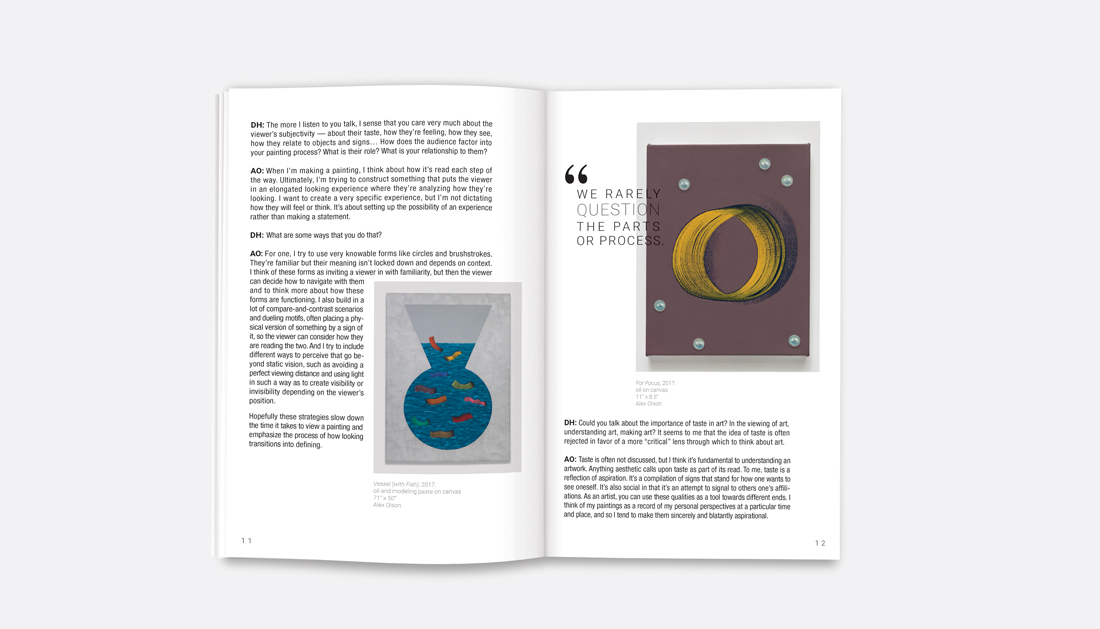 DH: The more I listen to you talk, I sense that you care very much about the
viewer's subjectivity — about their taste, how they're feeling, how they see,
how they relate to objects and signs… How does the audience factor into
your painting process? What is their role? What is your relationship to them?
AO: When I'm making a painting, I think about how it's read each step of
the way. Ultimately, I'm trying to construct something that puts the viewer
in an elongated looking experience where they're analyzing how they're
looking. I want to create a very specific experience, but I'm not dictating
how they will feel or think. It's about setting up the possibility of an experience
rather than making a statement.
DH: What are some ways that you do that?
AO: For one, I try to use very knowable forms like circles and brushstrokes.
They're familiar but their meaning isn't locked down and depends on context.
I think of these forms as inviting a viewer in with familiarity, but then the viewer
can decide how to navigate with them
and to think more about how these
forms are functioning. I also build in a
lot of compare-and-contrast scenarios
and dueling motifs, often placing a phy-
sical version of something by a sign of
it, so the viewer can consider how they
are reading the two. And I try to include
different ways to perceive that go be-
yond static vision, such as avoiding a
perfect viewing distance and using light
in such a way as to create visibility or
invisibility depending on the viewer's
position.
Hopefully these strategies slow down
the time it takes to view a painting and
emphasize the process of how looking
transitions into defining.
Vessel (with Fish), 2017.
oil and modeling paste on canvas
71" x 50"
Alex Olson
11
“
WE RARELY
QUESTION
THE PARTS
OR PROCESS.
For Focus, 2017.
oil on canvas
11" x 8.5"
Alex Olson
DH: Could you talk about the importance of taste in art? In the viewing of art,
understanding art, making art? It seems to me that the idea of taste is often
rejected in favor of a more “critical” lens through which to think about art.
AO: Taste is often not discussed, but I think it's fundamental to understanding an
artwork. Anything aesthetic calls upon taste as part of its read. To me, taste is a
reflection of aspiration. It's a compilation of signs that stand for how one wants to
see oneself. It's also social in that it's an attempt to signal to others one's affili-
ations. As an artist, you can use these qualities as a tool towards different ends. I
think of my paintings as a record of my personal perspectives at a particular time
and place, and so I tend to make them sincerely and blatantly aspirational.
12